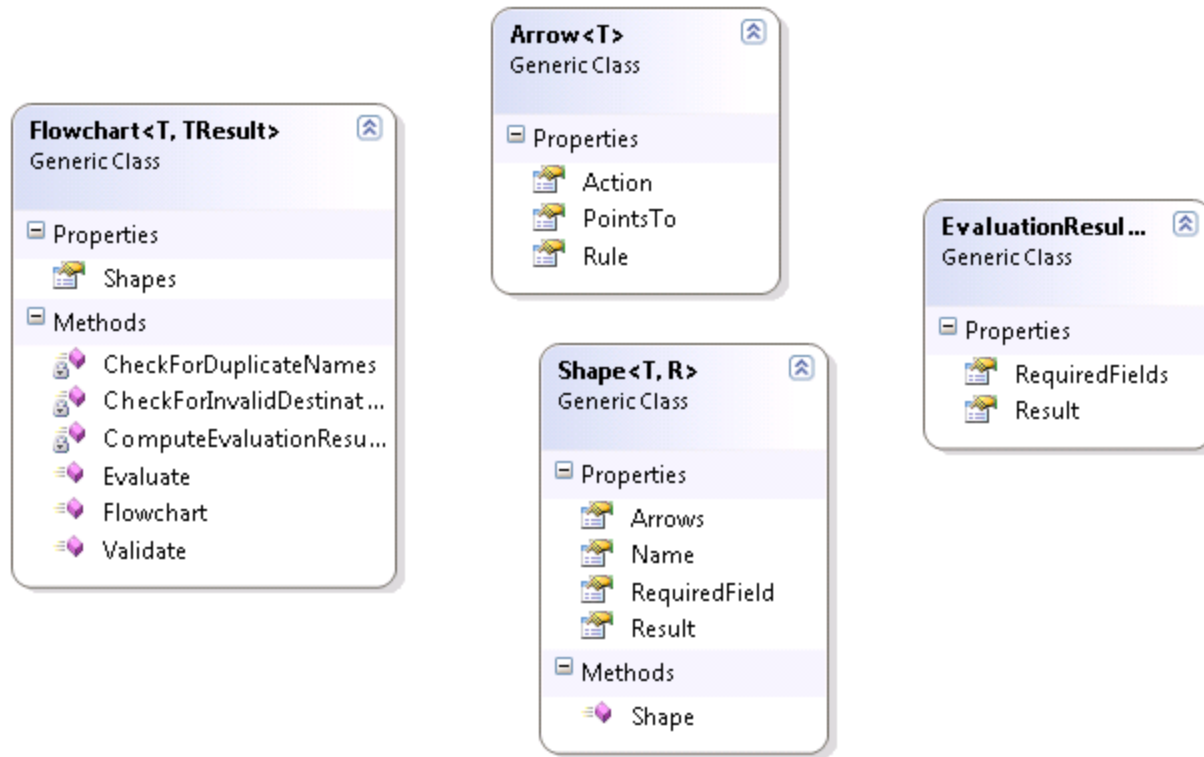 Flowchart<T, TResult>
Generic Class
Properties
Shapes
Methods
CheckForDuplicateNames
CheckForInvalidDestinat...
ComputeEvaluationResu...
Evaluate
Flowchart
Validate
Arrow<T>
Generic Class
Properties
Action
PointsTo
Rule
Shape<T, R>
Generic Class
Properties
Arrows
Name
RequiredField
Result
Methods
Shape
EvaluationResul...
Generic Class
Properties
RequiredFields
Result